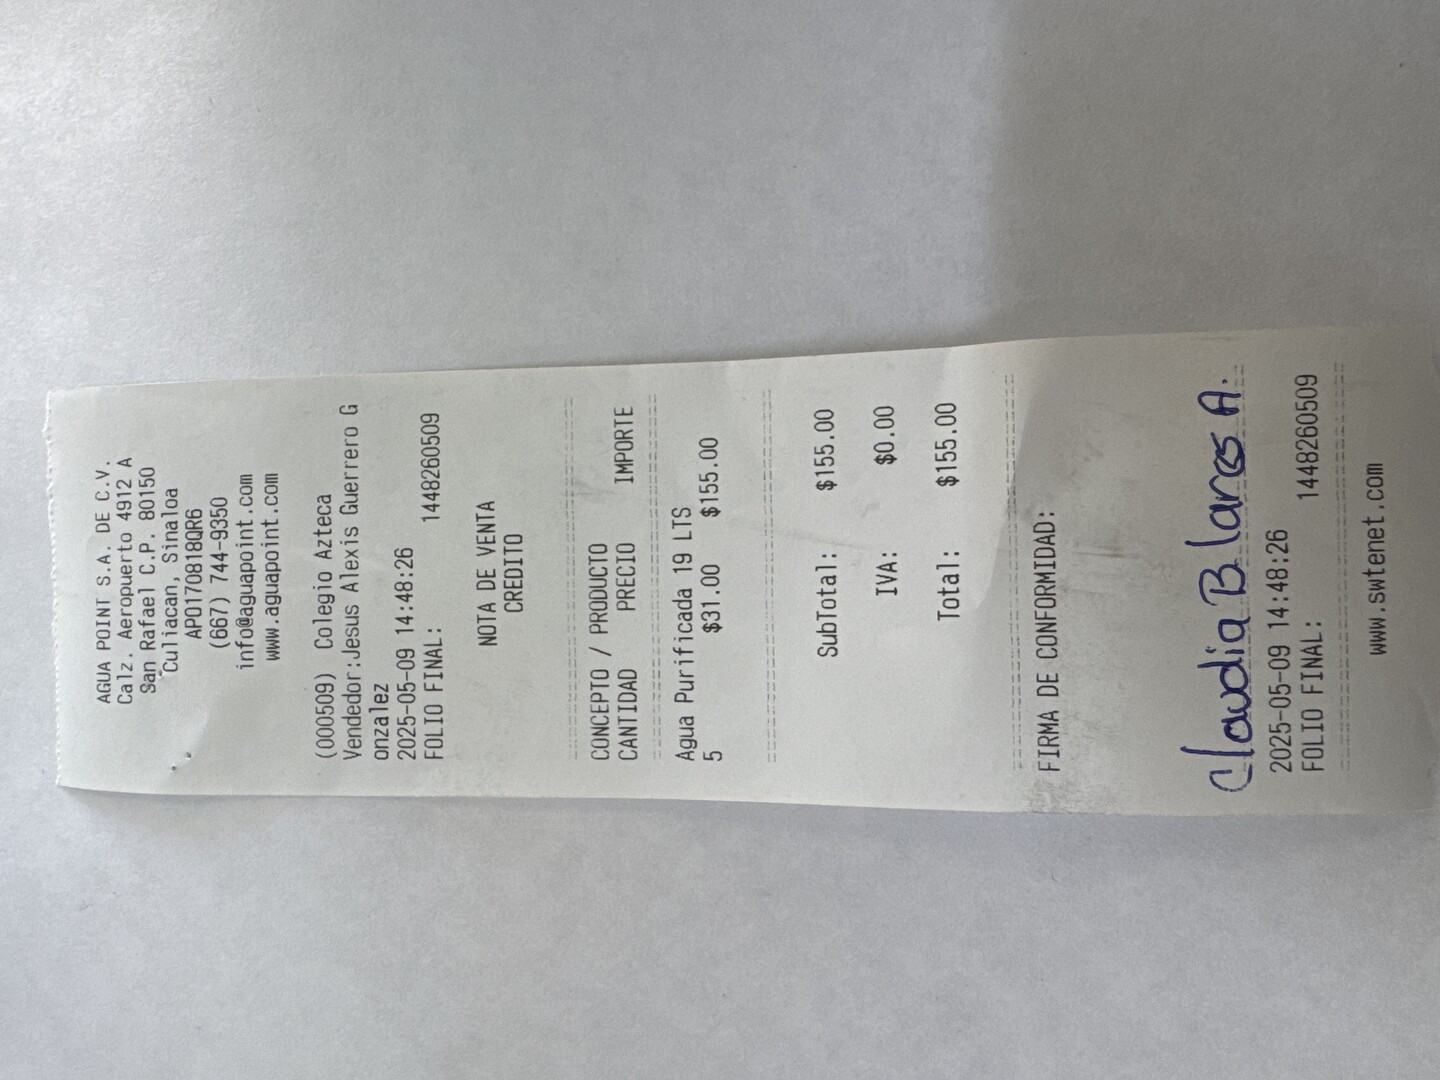 AGUA POINT S.A. DE C.V.
Calz. Aeropuerto 4912 A
San Rafael C.P. 80150
Culiacan, Sinaloa
APO170818QR6
(667) 744-9350
info@aguapoint.com
www.aguapoint.com
(000509) Colegio Azteca
Vendedor:Jesus Alexis Guerrero G
onzalez
2025-05-09 14:48:26
FOLIO FINAL: 1448260509
NOTA DE VENTA
CREDITO
CONCEPTO / PRODUCTO
CANTIDAD PRECIO IMPORTE
Agua Purificada 19 LTS
5 $31.00 $155.00
SubTotal: $155.00
IVA: $0.00
Total: $155.00
FIRMA DE CONFORMIDAD:
Claudia B Lares A.
2025-05-09 14:48:26
FOLIO FINAL: 1448260509
www.swtenet.com